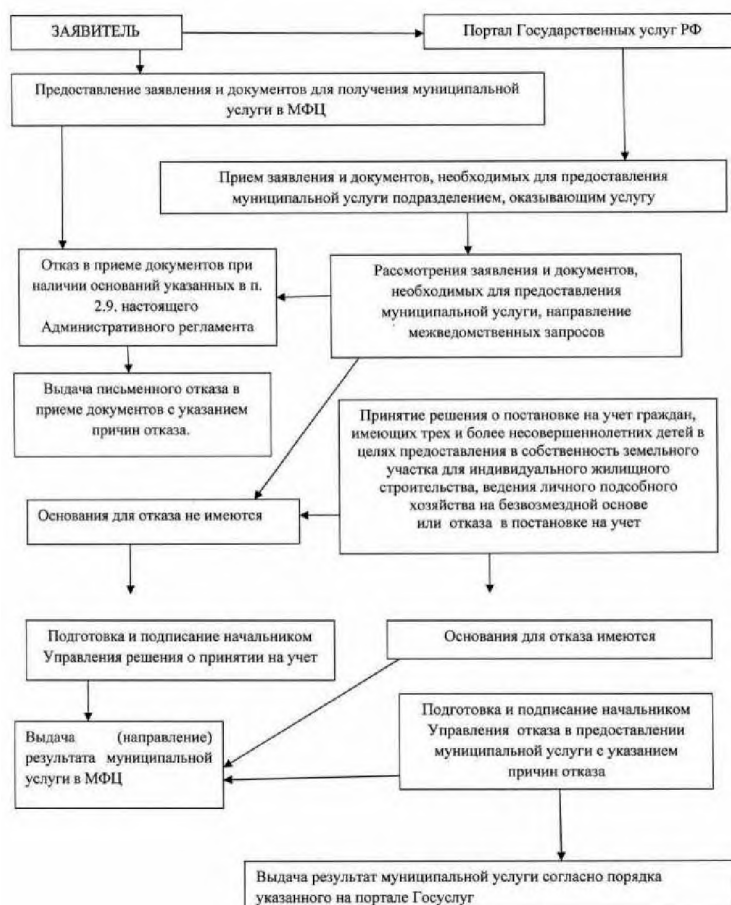 ЗАЯВИТЕЛЬ
Портал Государственных услуг РФ
Предоставление заявления и документов для получения муниципальной
услуги в МФЦ
Прием заявления и документов, необходимых для предоставления
муниципальной услуги подразделением, оказывающим услугу
Отказ в приеме документов при
наличии оснований указанных в п.
2.9. настоящего
Административного регламента
Рассмотрения заявления и документов,
необходимых для предоставления
муниципальной услуги, направление
межведомственных запросов
Выдача письменного отказа в
приеме документов с указанием
причин отказа.
Принятие решения о постановке на учет граждан,
имеющих трех и более несовершеннолетних детей в
целях предоставления в собственность земельного
участка для индивидуального жилищного
строительства, ведения личного подсобного
хозяйства на безвозмездной основе
или отказа в постановке на учет
Основания для отказа не имеются
Подготовка и подписание начальником
Управления решения о принятии на учет
Основания для отказа имеются
Выдача (направление)
результата муниципальной
услуги в МФЦ
Подготовка и подписание начальником
Управления отказа в предоставлении
муниципальной услуги с указанием
причин отказа
Выдача результат муниципальной услуги согласно порядка
указанного на портале Госуслуг